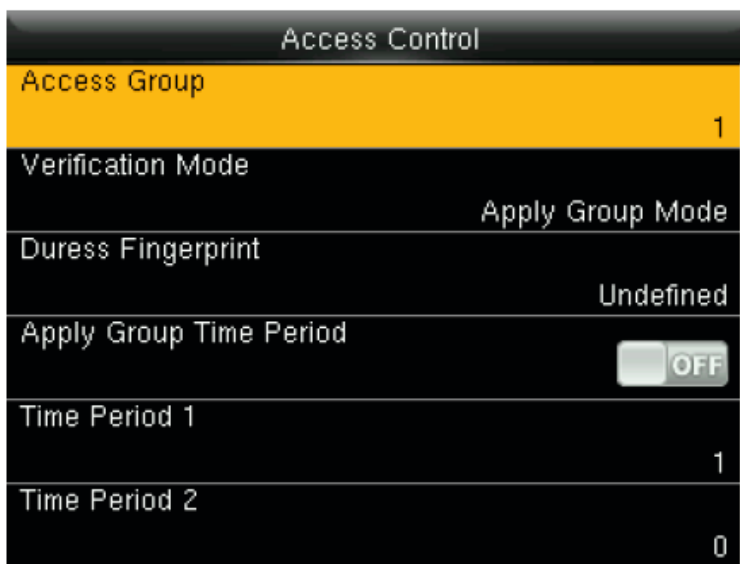 Access Control
Access Group
1
Verification Mode
Apply Group Mode
Duress Fingerprint
Undefined
Apply Group Time Period
OFF
Time Period 1
1
Time Period 2
0